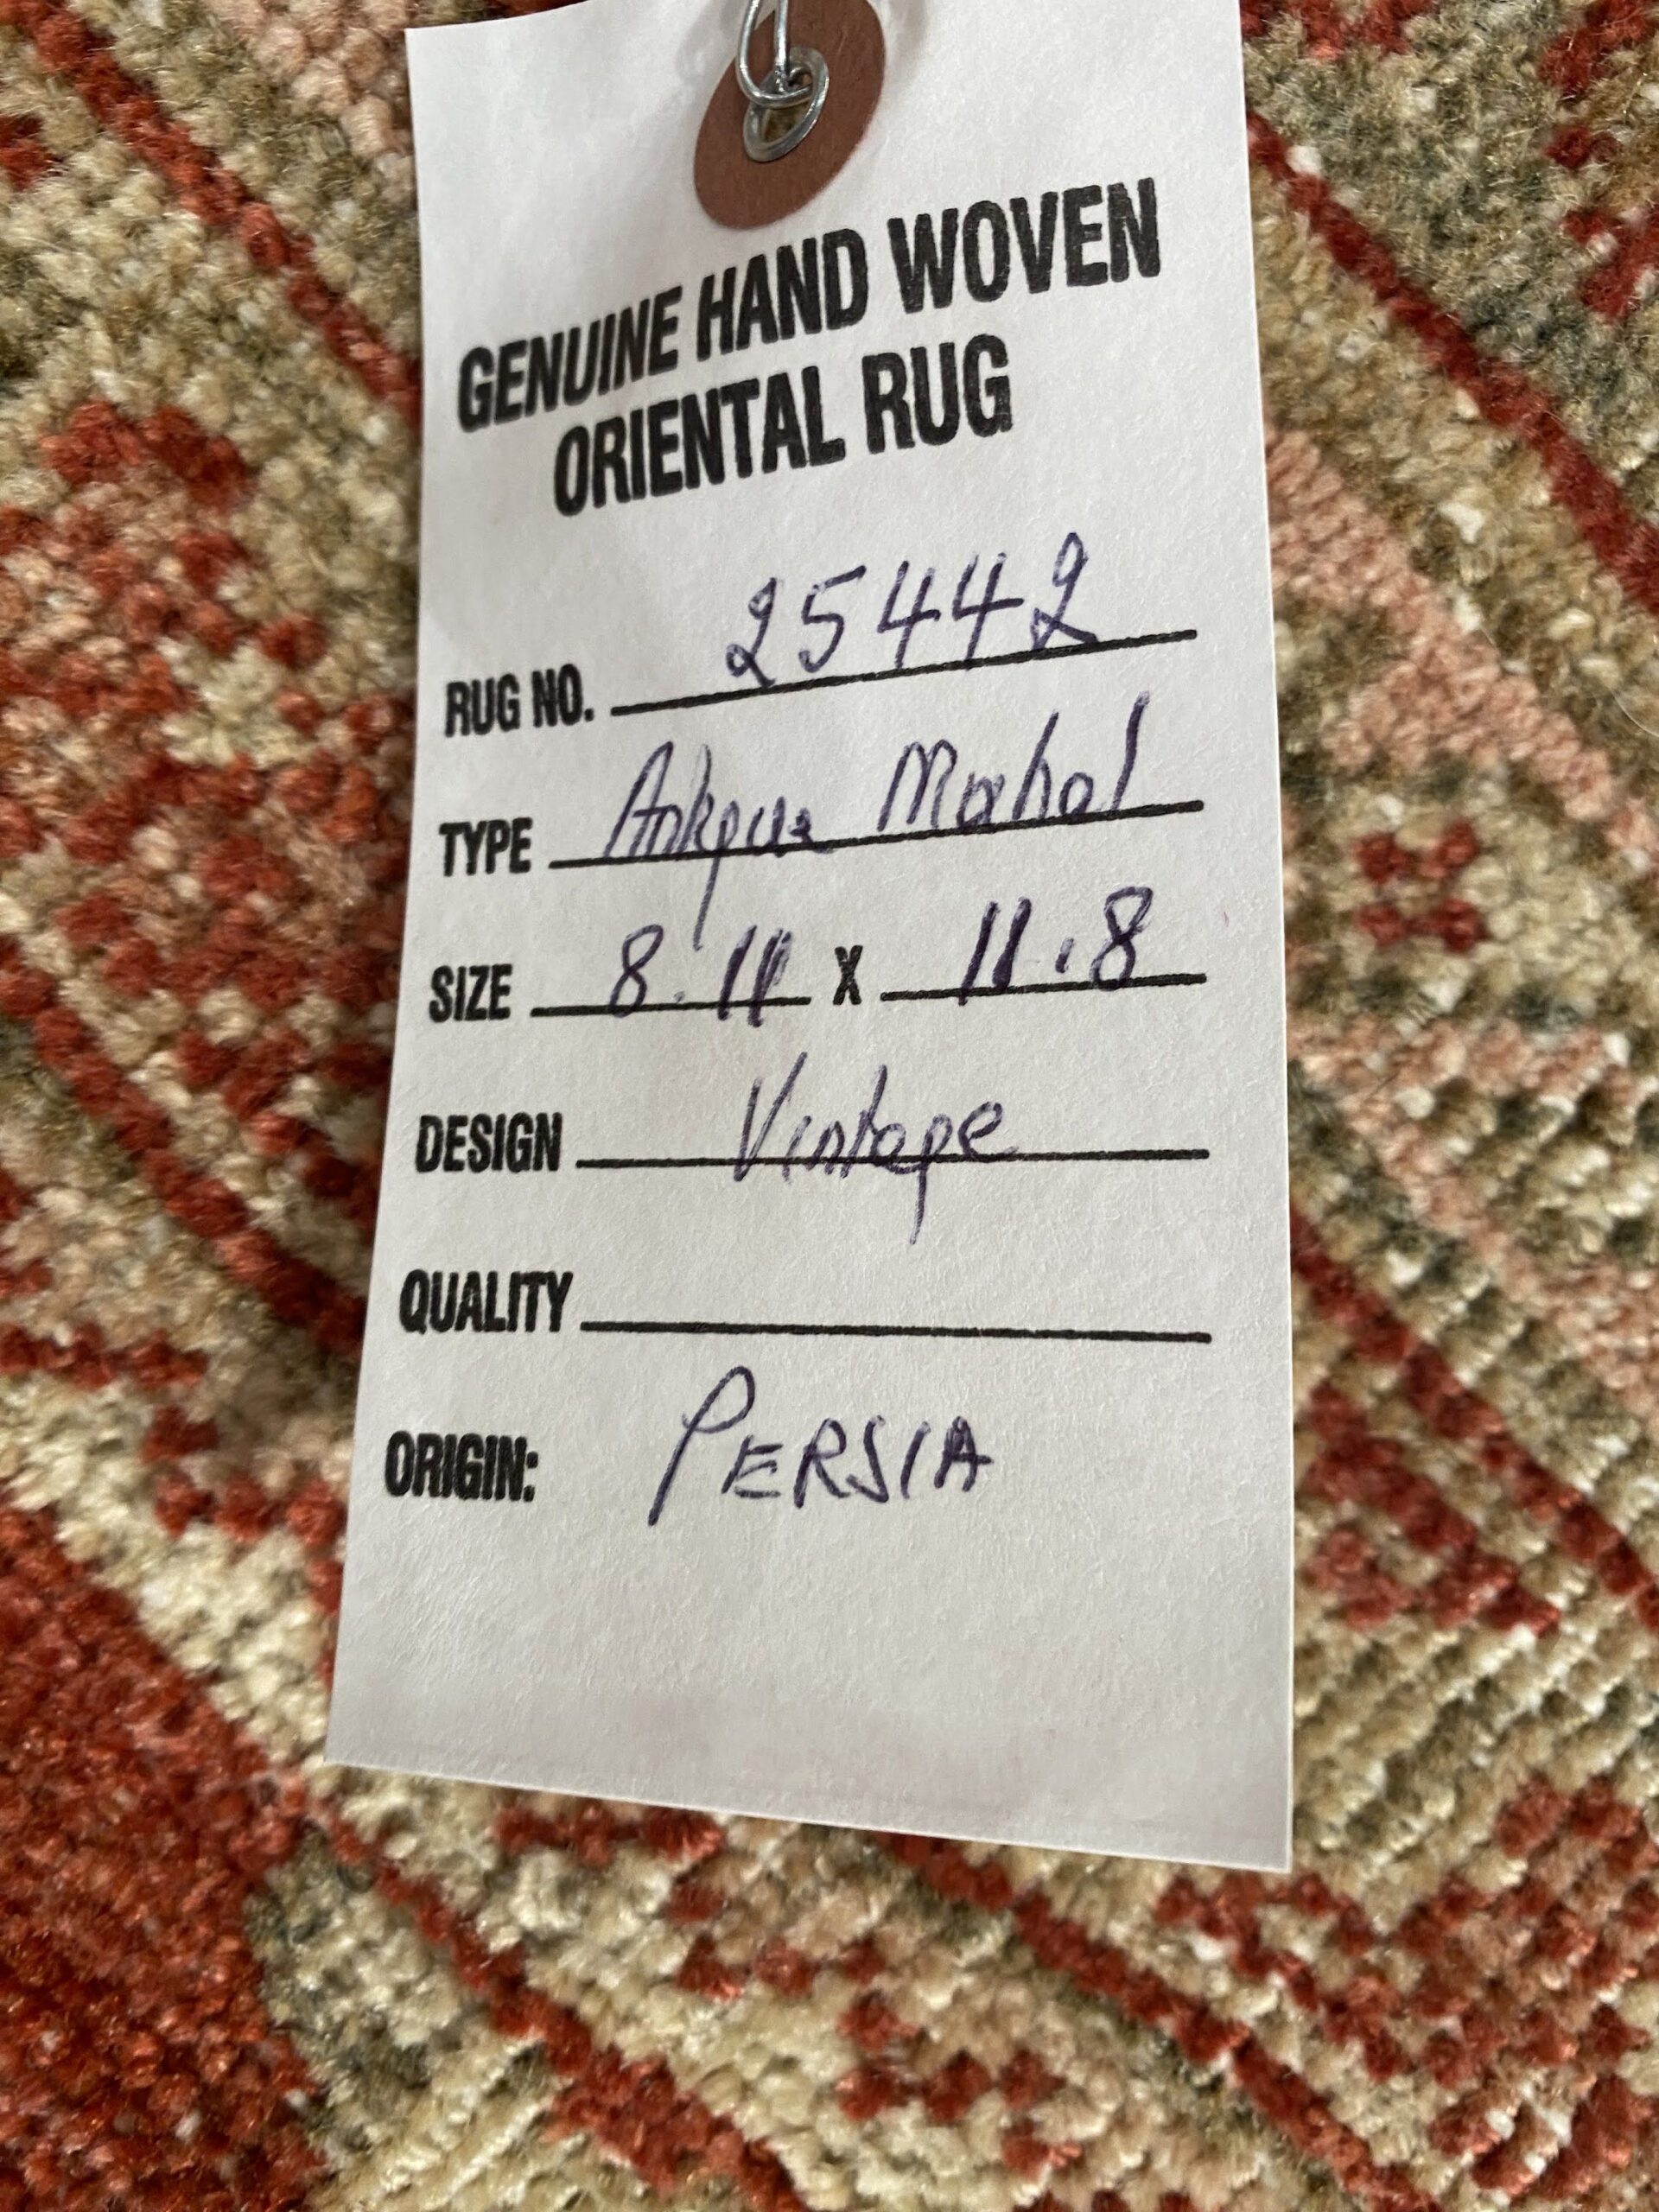 GENUINE HAND WOVEN
ORIENTAL RUG
RUG NO. 25442
TYPE Antique Mahal
SIZE 8.11 X 11.8
DESIGN Vintage
QUALITY
ORIGIN: PERSIA